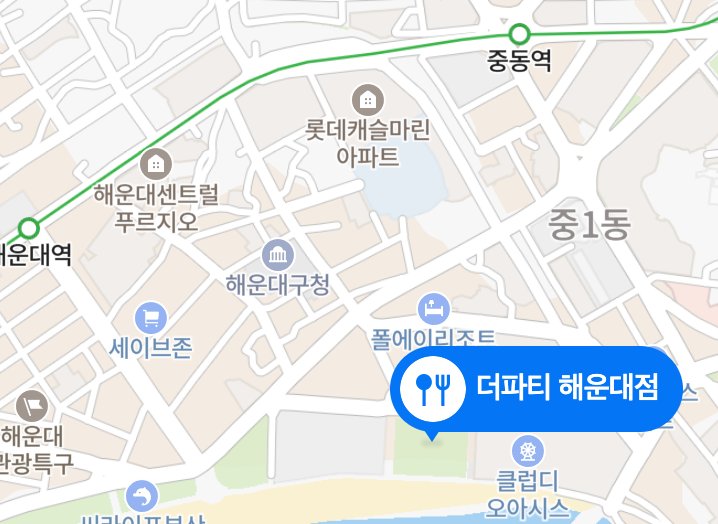 중동역
롯데캐슬마린
아파트
해운대센트럴
푸르지오
중1동
해운대역
해운대구청
세이브존
폴에이리조트
더파티 해운대점
해운대
관광특구
클럽디
오아시스